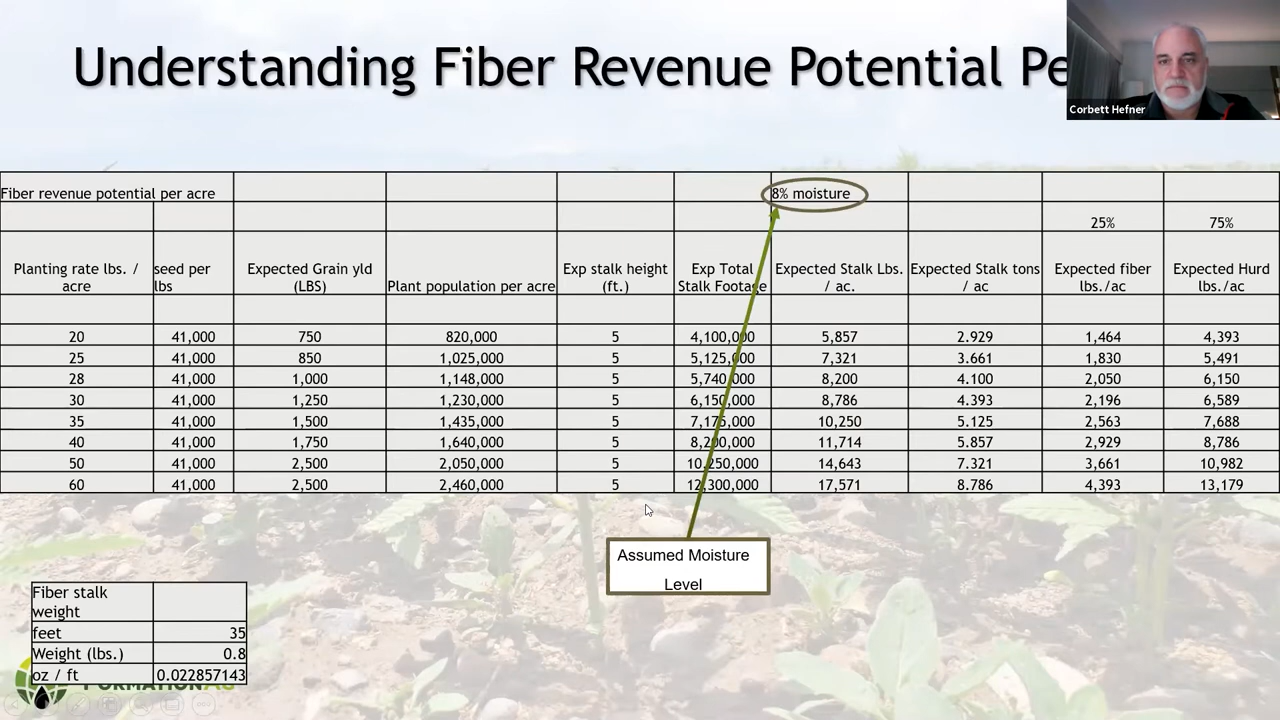 Understanding Fiber Revenue Potential Pe
Corbett Hefner
Fiber revenue potential per acre 8% moisture
25% 75%
Planting rate lbs. / acre seed per lbs Expected Grain yld (LBS) Plant population per acre Exp stalk height (ft.) Exp Total Stalk Footage Expected Stalk Lbs. / ac. Expected Stalk tons / ac Expected fiber lbs./ac Expected Hurd lbs./ac
20 41,000 750 820,000 5 4,100,000 5,857 2.929 1,464 4,393
25 41,000 850 1,025,000 5 5,125,000 7,321 3.661 1,830 5,491
28 41,000 1,000 1,148,000 5 5,740,000 8,200 4.100 2,050 6,150
30 41,000 1,250 1,230,000 5 6,150,000 8,786 4.393 2,196 6,589
35 41,000 1,500 1,435,000 5 7,175,000 10,250 5.125 2,563 7,688
40 41,000 1,750 1,640,000 5 8,200,000 11,714 5.857 2,929 8,786
50 41,000 2,500 2,050,000 5 10,250,000 14,643 7.321 3,661 10,982
60 41,000 2,500 2,460,000 5 12,300,000 17,571 8.786 4,393 13,179
Assumed Moisture
Level
Fiber stalk
weight
feet 35
Weight (lbs.) 0.8
oz / ft 0.022857143